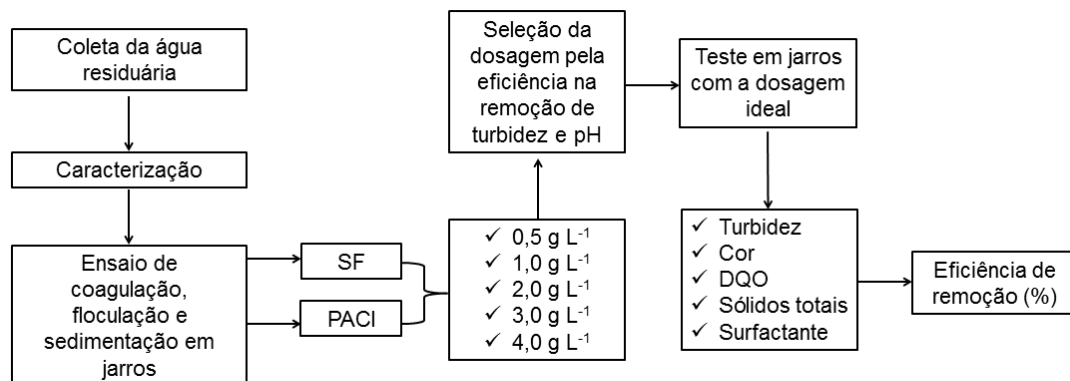 Coleta da água
residuária
Caracterização
Ensaio de
coagulação,
floculação e
sedimentação em
jarros
SF
PACl
✓ 0,5 g L⁻¹
✓ 1,0 g L⁻¹
✓ 2,0 g L⁻¹
✓ 3,0 g L⁻¹
✓ 4,0 g L⁻¹
Seleção da
dosagem pela
eficiência na
remoção de
turbidez e pH
Teste em jarros
com a dosagem
ideal
✓ Turbidez
✓ Cor
✓ DQO
✓ Sólidos totais
✓ Surfactante
Eficiência de
remoção (%)